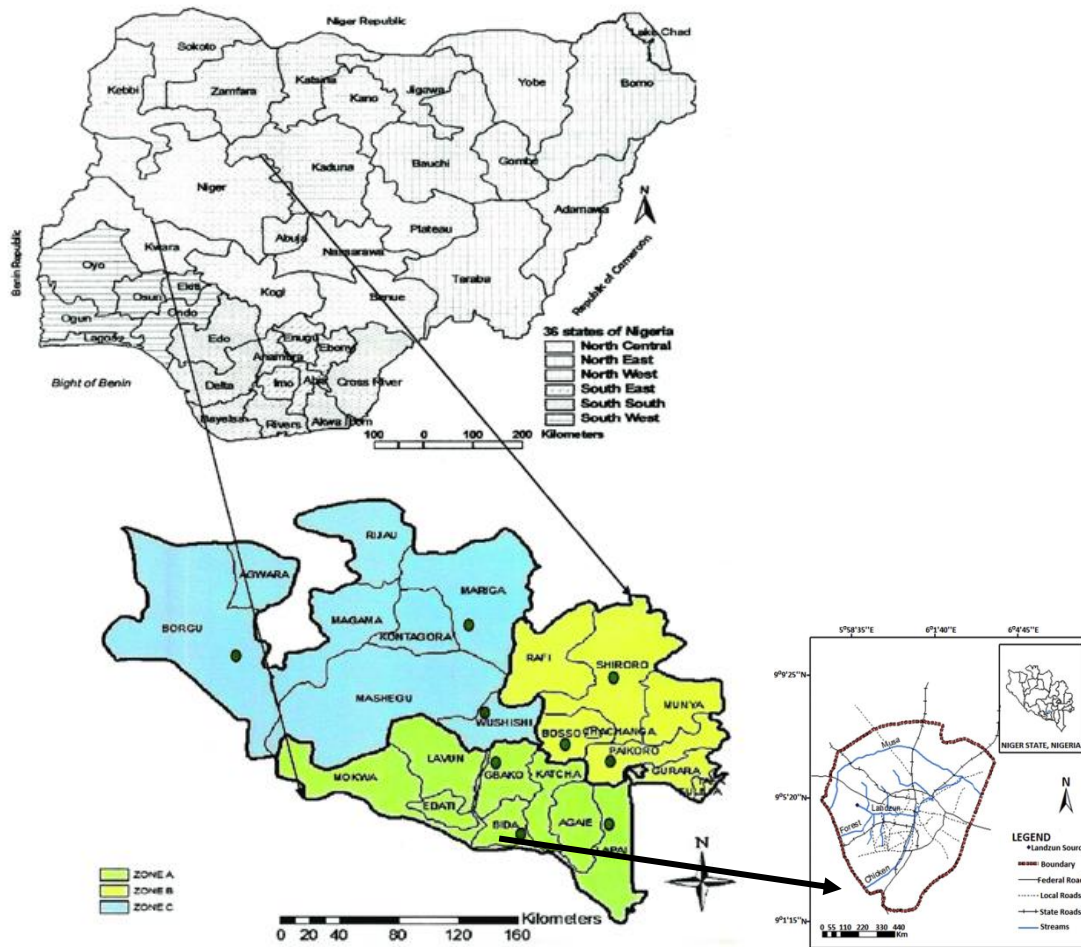 Niger Republic
Lake Chad
Sokoto
Kebbi
Zamfara
Katsina
Kano
Jigawa
Yobe
Borno
Kaduna
Bauchi
Gombe
Niger
Adamawa
N
Plateau
Abuja
Nassarawa
Kwara
Oyo
Taraba
Benin Republic
Republic of Cameroon
Kogi
Benue
Osun
Ekiti
Ogun
Ondo
Lagos
Edo
Enugu
Ebony
Anambra
Bight of Benin
Delta
Imo
Abia
Cross River
Bayelsa
Rivers
Akwa Ibom
36 states of Nigeria
North Central
North East
North West
South East
South South
South West
100 0 100 200
Kilometers
RIJAU
AGWARA
MARIGA
MAGAMA
KONTAGORA
BORGU
RAFI
SHIRORO
MASHEGU
MUNYA
WUSHISHI
BOSSO
CHACHANGA
PAIKORO
LAVUN
GBAKO
KATCHA
GURARA
MOKWA
EDATI
BIDA
AGAIE
LAPAI
N
ZONE A
ZONE B
ZONE C
Kilometers
0 20 40 80 120 160
5°58'35"E 6°1'40"E 6°4'45"E
9°9'25"N
9°5'20"N
9°1'15"N
NIGER STATE, NIGERIA
Musa
Landzun
Forest
Chicken
N
LEGEND
Landzun Sourc
Boundary
Federal Road
Local Roads
State Roads
Streams
0 55 110 220 330 440
Km